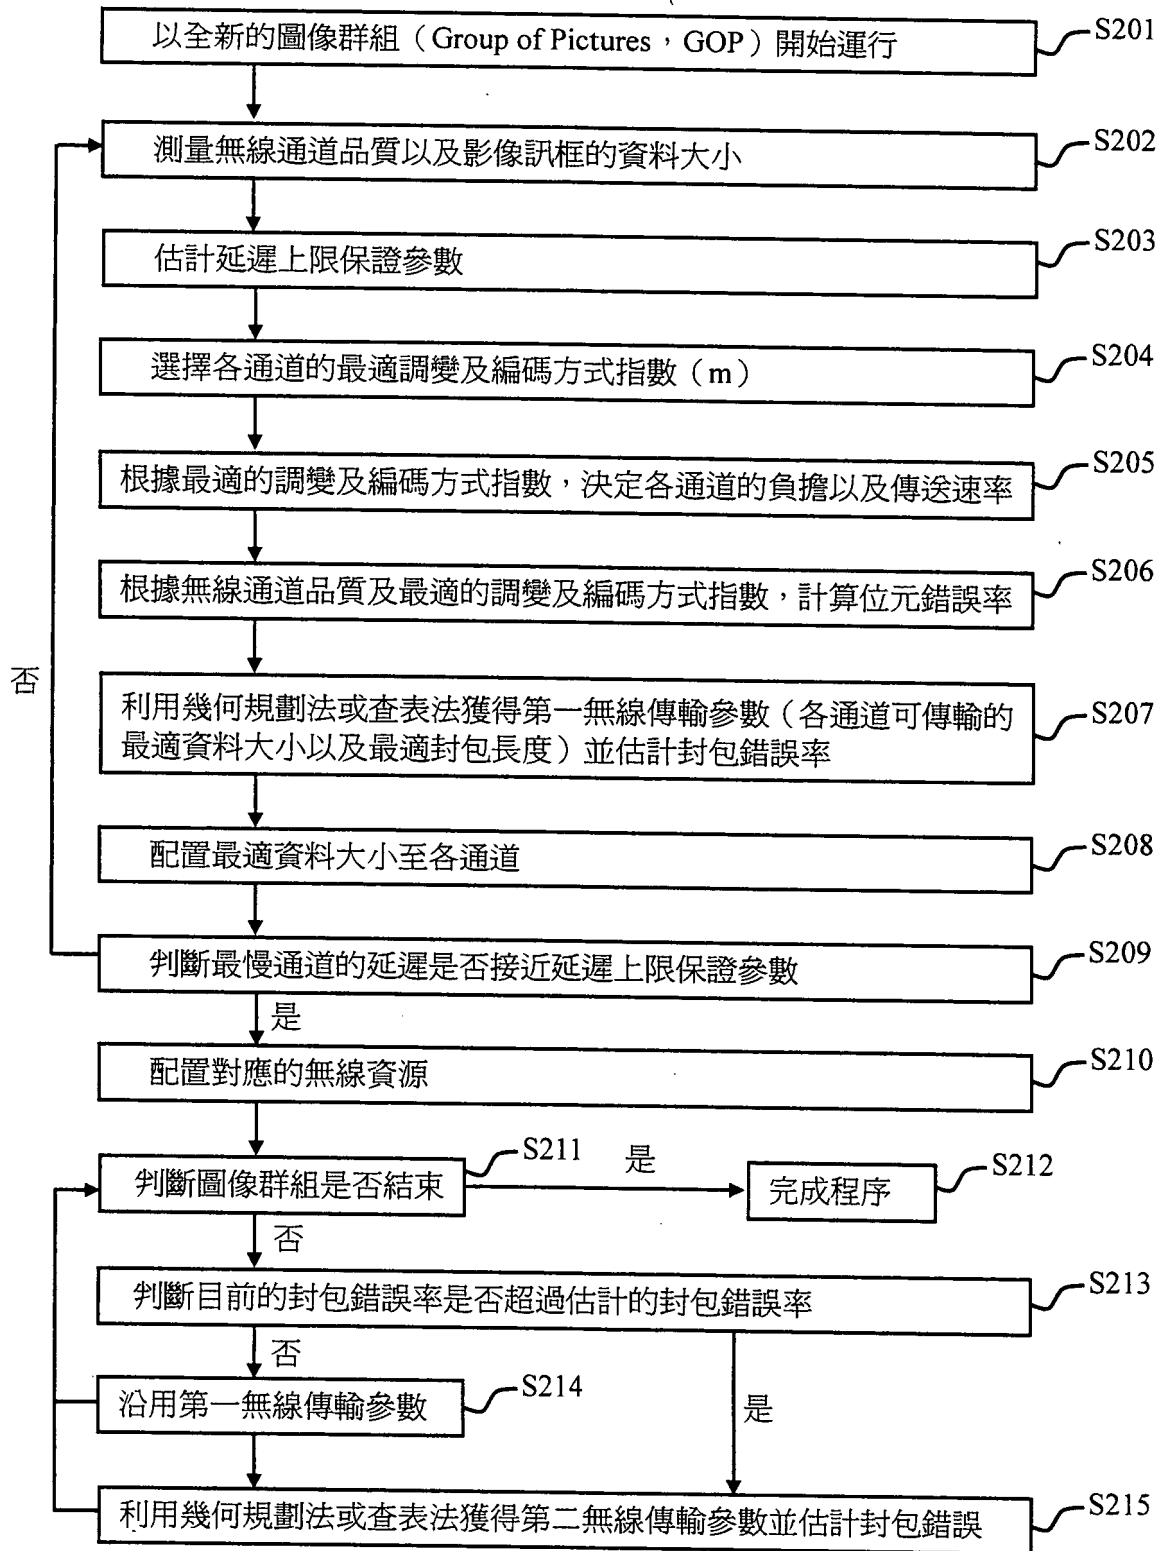 以全新的圖像群組（Group of Pictures，GOP）開始運行
S201
測量無線通道品質以及影像訊框的資料大小
S202
估計延遲上限保證參數
S203
選擇各通道的最適調變及編碼方式指數（m）
S204
根據最適的調變及編碼方式指數，決定各通道的負擔以及傳送速率
S205
根據無線通道品質及最適的調變及編碼方式指數，計算位元錯誤率
S206
否
利用幾何規劃法或查表法獲得第一無線傳輸參數（各通道可傳輸的
最適資料大小以及最適封包長度）並估計封包錯誤率
S207
配置最適資料大小至各通道
S208
判斷最慢通道的延遲是否接近延遲上限保證參數
S209
是
配置對應的無線資源
S210
判斷圖像群組是否結束
S211
是
完成程序
S212
否
判斷目前的封包錯誤率是否超過估計的封包錯誤率
S213
否
沿用第一無線傳輸參數
S214
是
利用幾何規劃法或查表法獲得第二無線傳輸參數並估計封包錯誤
S215